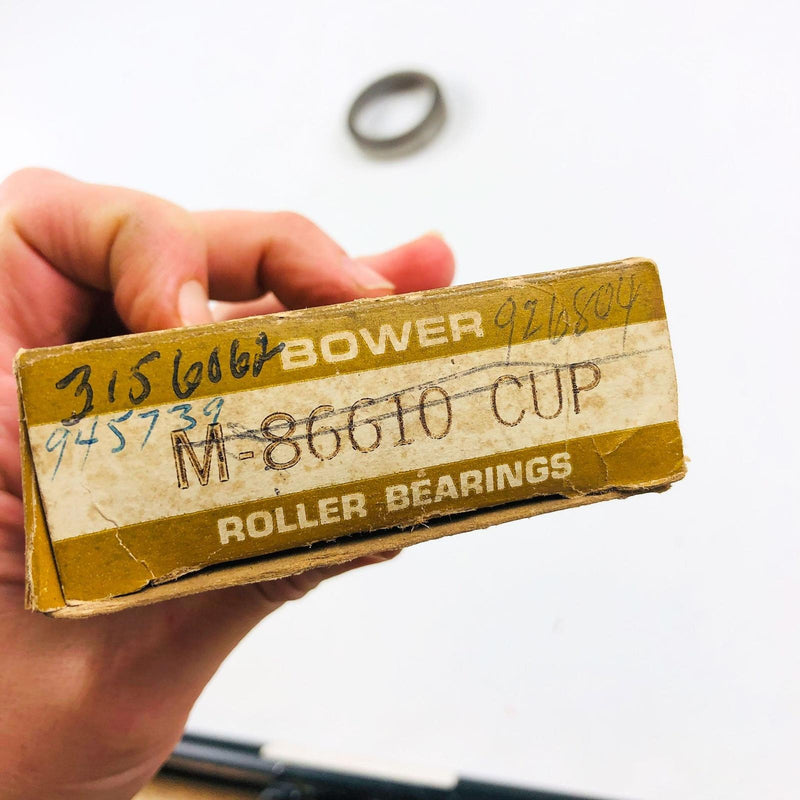 3156062 BOWER 926804
945739
M-86610 CUP
ROLLER BEARINGS